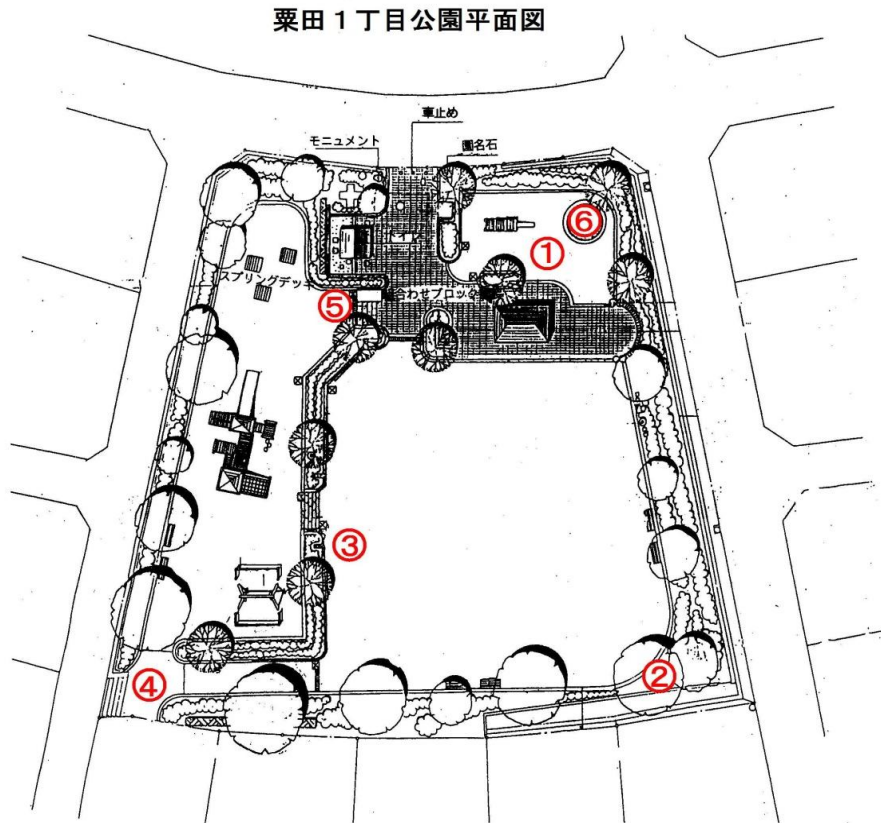 粟田１丁目公園平面図
車止め
モニュメント
園名石
⑥
①
スプリングデッキ
⑤
合わせブロック
③
②
④